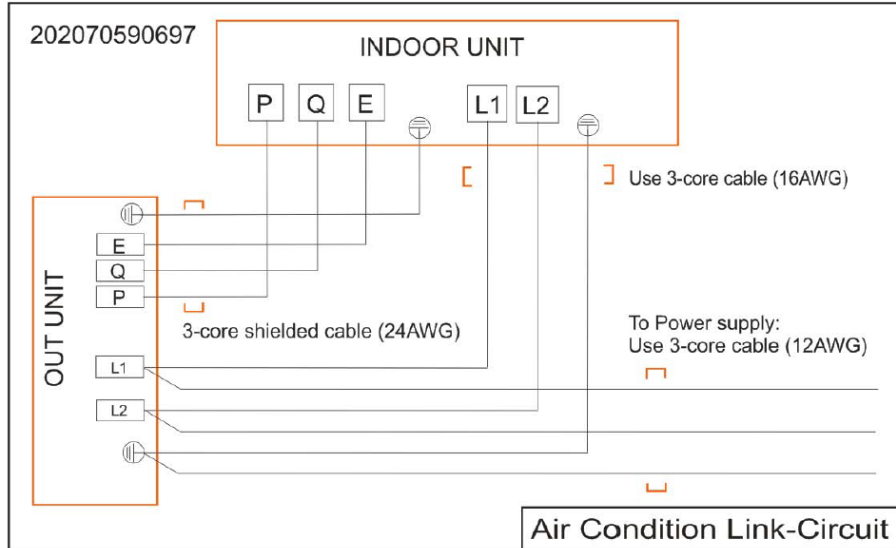 202070590697
INDOOR UNIT
P Q E L1 L2
Use 3-core cable (16AWG)
OUT UNIT
E
Q
P
3-core shielded cable (24AWG)
To Power supply:
Use 3-core cable (12AWG)
L1
L2
Air Condition Link-Circuit